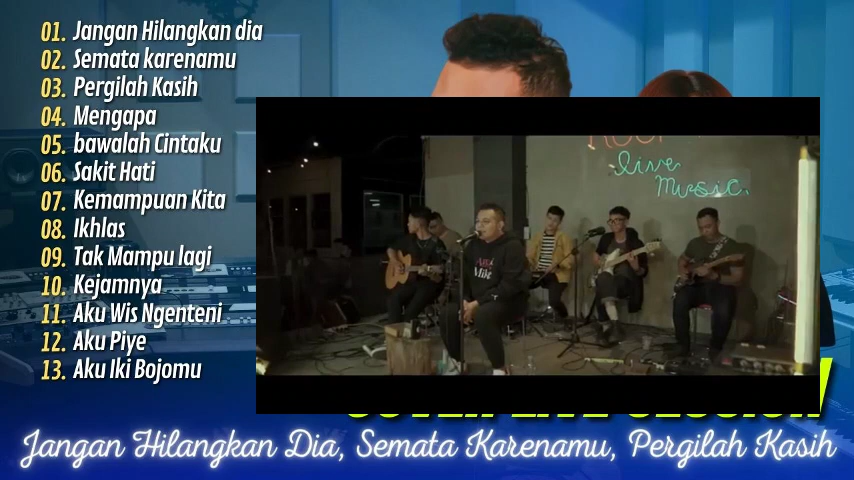 01. Jangan Hilangkan dia
02. Semata karenamu
03. Pergilah Kasih
04. Mengapa
05. bawalah Cintaku
06. Sakit Hati
07. Kemampuan Kita
08. Ikhlas
09. Tak Mampu lagi
10. Kejamnya
11. Aku Wis Ngenteni
12. Aku Piye
13. Aku Iki Bojomu
live
Music.
Jangan Hilangkan Dia, Semata Karenamu, Pergilah Kasih